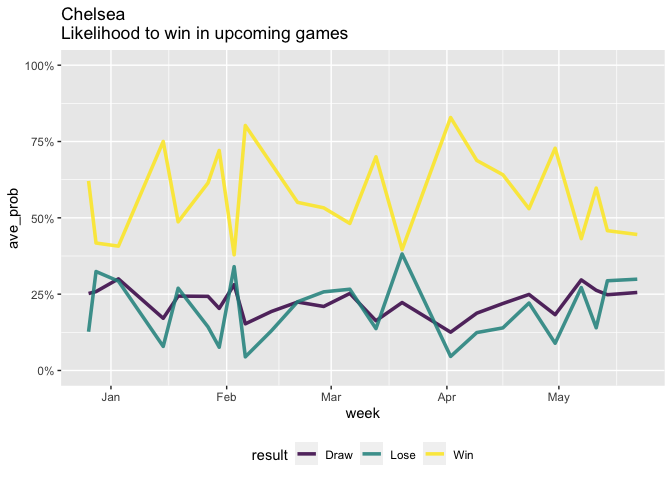 Chelsea
Likelihood to win in upcoming games
100%
75%
50%
25%
0%
ave_prob
Jan Feb Mar Apr May
week
result Draw Lose Win